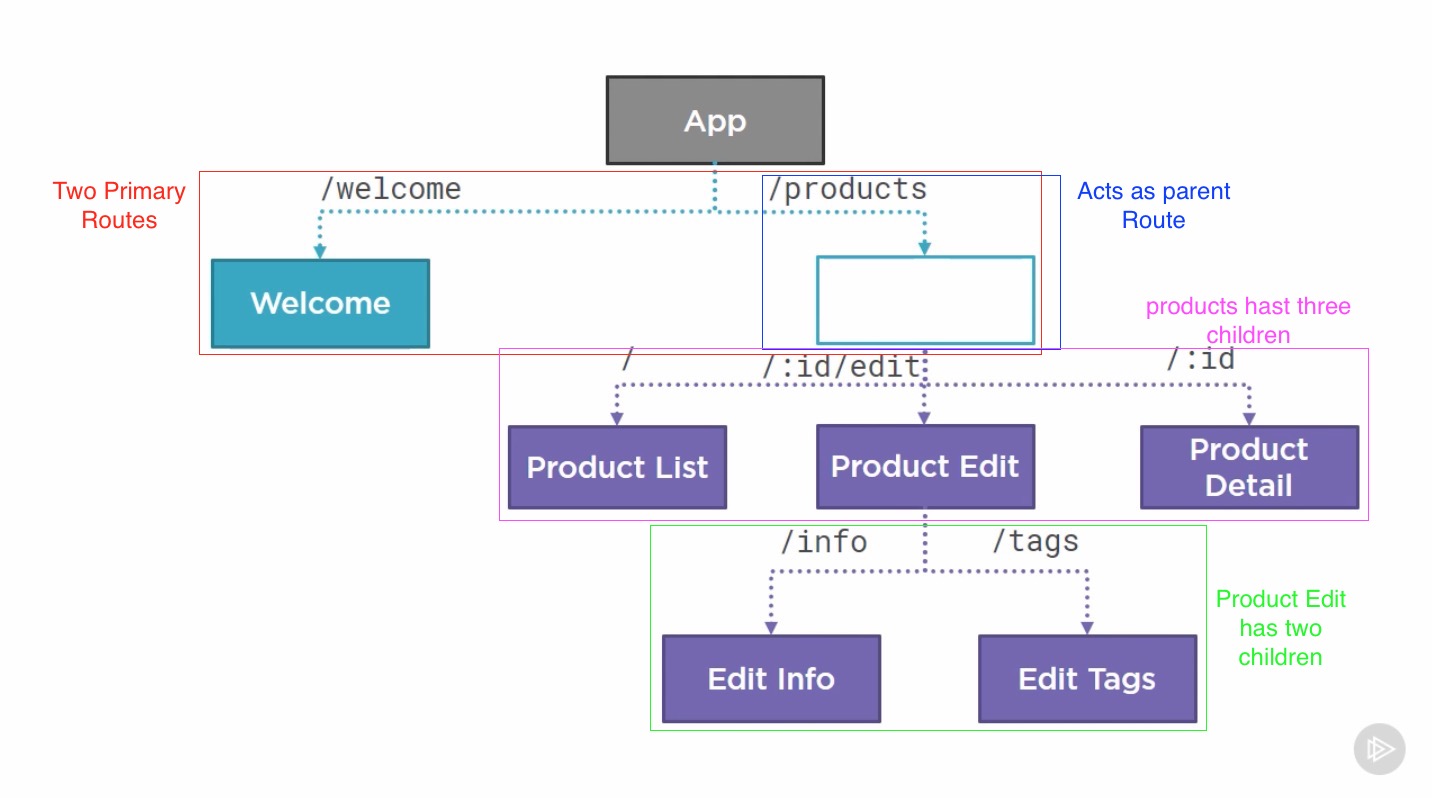 App
Two Primary
Routes
/welcome
/products
Acts as parent
Route
Welcome
products hast three
children
/
/:id/edit
/:id
Product List
Product Edit
Product
Detail
/info
/tags
Product Edit
has two
children
Edit Info
Edit Tags